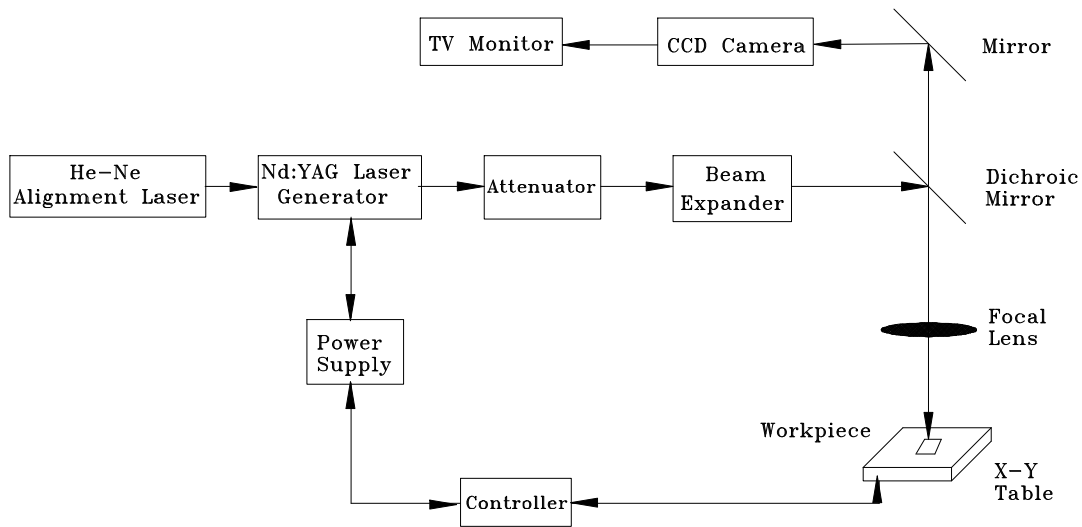 TV Monitor
CCD Camera
Mirror
He-Ne
Alignment Laser
Nd:YAG Laser
Generator
Attenuator
Beam
Expander
Dichroic
Mirror
Power
Supply
Focal
Lens
Workpiece
X-Y
Table
Controller